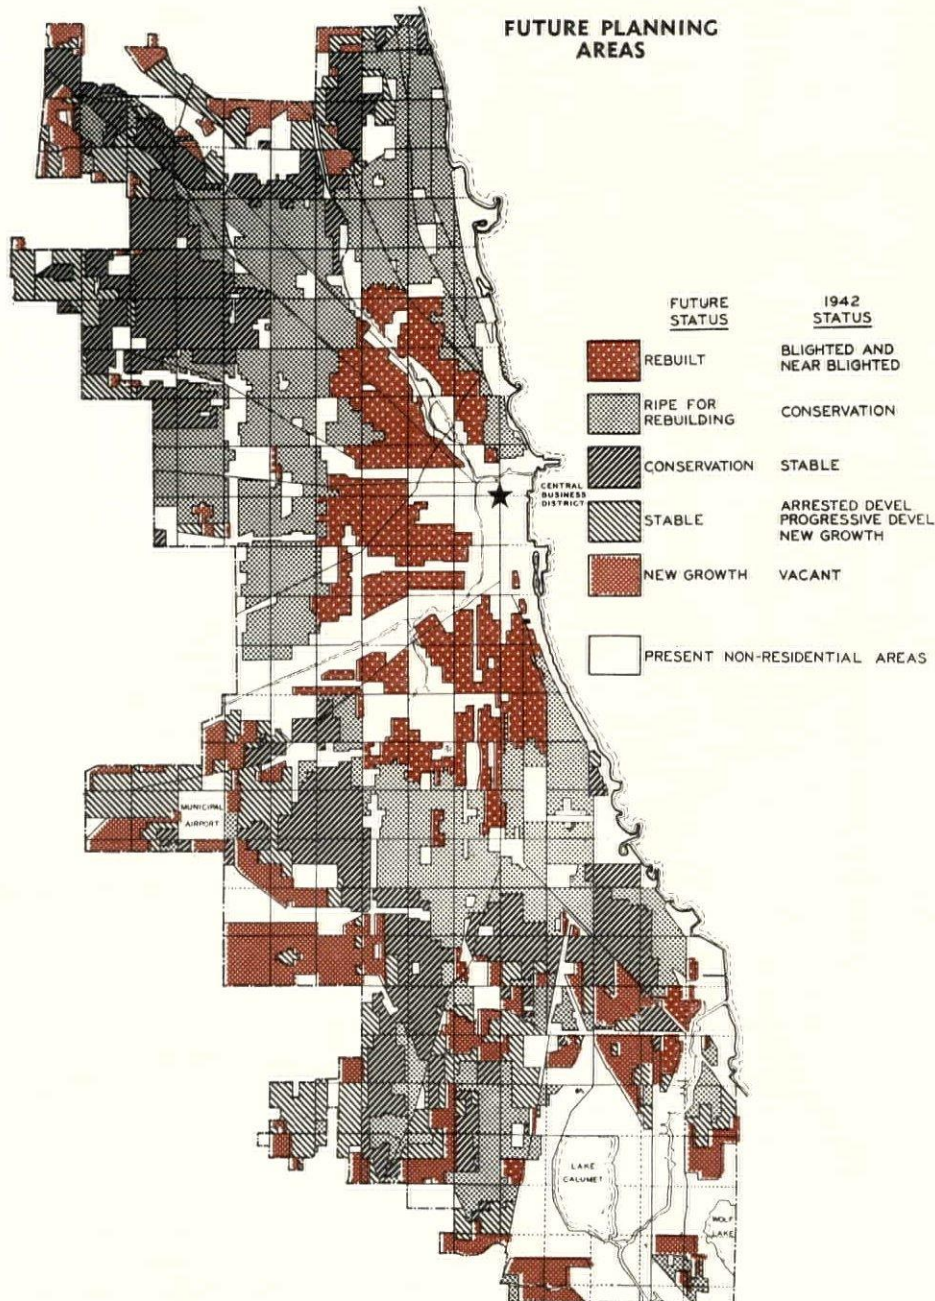 FUTURE PLANNING
AREAS
FUTURE
STATUS
1942
STATUS
REBUILT
BLIGHTED AND
NEAR BLIGHTED
RIPE FOR
REBUILDING
CONSERVATION
CONSERVATION
STABLE
CENTRAL
BUSINESS
DISTRICT
STABLE
ARRESTED DEVEL
PROGRESSIVE DEVEL
NEW GROWTH
NEW GROWTH
VACANT
PRESENT NON-RESIDENTIAL AREAS
MUNICIPAL
AIRPORT
LAKE
CALUMET
WOLF
LAKE